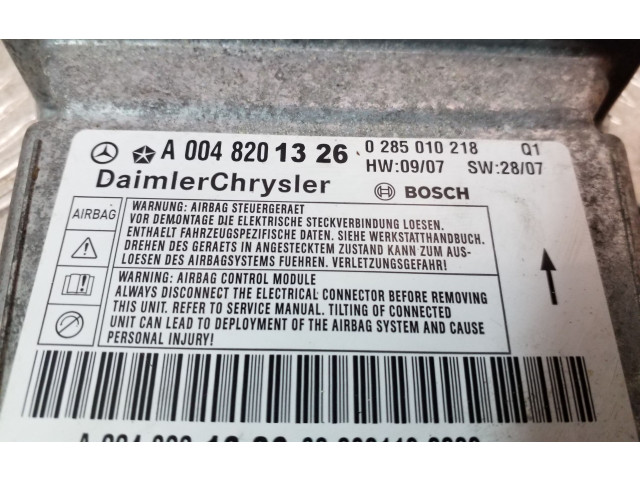 A 004 820 13 26 0 285 010 218 Q1
HW:09/07 SW:28/07
DaimlerChrysler BOSCH
AIRBAG
WARNUNG: AIRBAG STEUERGERAET
VOR DEMONTAGE DIE ELEKTRISCHE STECKVERBINDUNG LOESEN.
ENTHAELT FAHRZEUGSPEZIFISCHE DATEN. SIEHE WERKSTATTHANDBUCH.
DREHEN DES GERAETS IN ANGESTECKTEM ZUSTAND KANN ZUM AUS-
LOESEN DES AIRBAGSYSTEMS FUEHREN. VERLETZUNGSGEFAHR!
WARNING: AIRBAG CONTROL MODULE
ALWAYS DISCONNECT THE ELECTRICAL CONNECTOR BEFORE REMOVING
THIS UNIT. REFER TO SERVICE MANUAL. TILTING OF CONNECTED
UNIT CAN LEAD TO DEPLOYMENT OF THE AIRBAG SYSTEM AND CAUSE
PERSONAL INJURY!